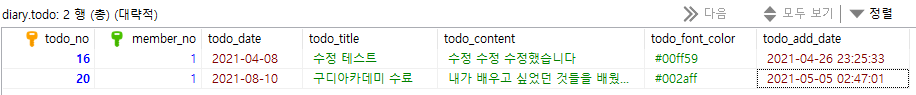 diary.todo: 2 행 (총) (대략적) 다음 모두 보기 정렬
todo_no member_no todo_date todo_title todo_content todo_font_color todo_add_date
16 1 2021-04-08 수정 테스트 수정 수정 수정했습니다 #00ff59 2021-04-26 23:25:33
20 1 2021-08-10 구디아카데미 수료 내가 배우고 싶었던 것들을 배웠... #002aff 2021-05-05 02:47:01